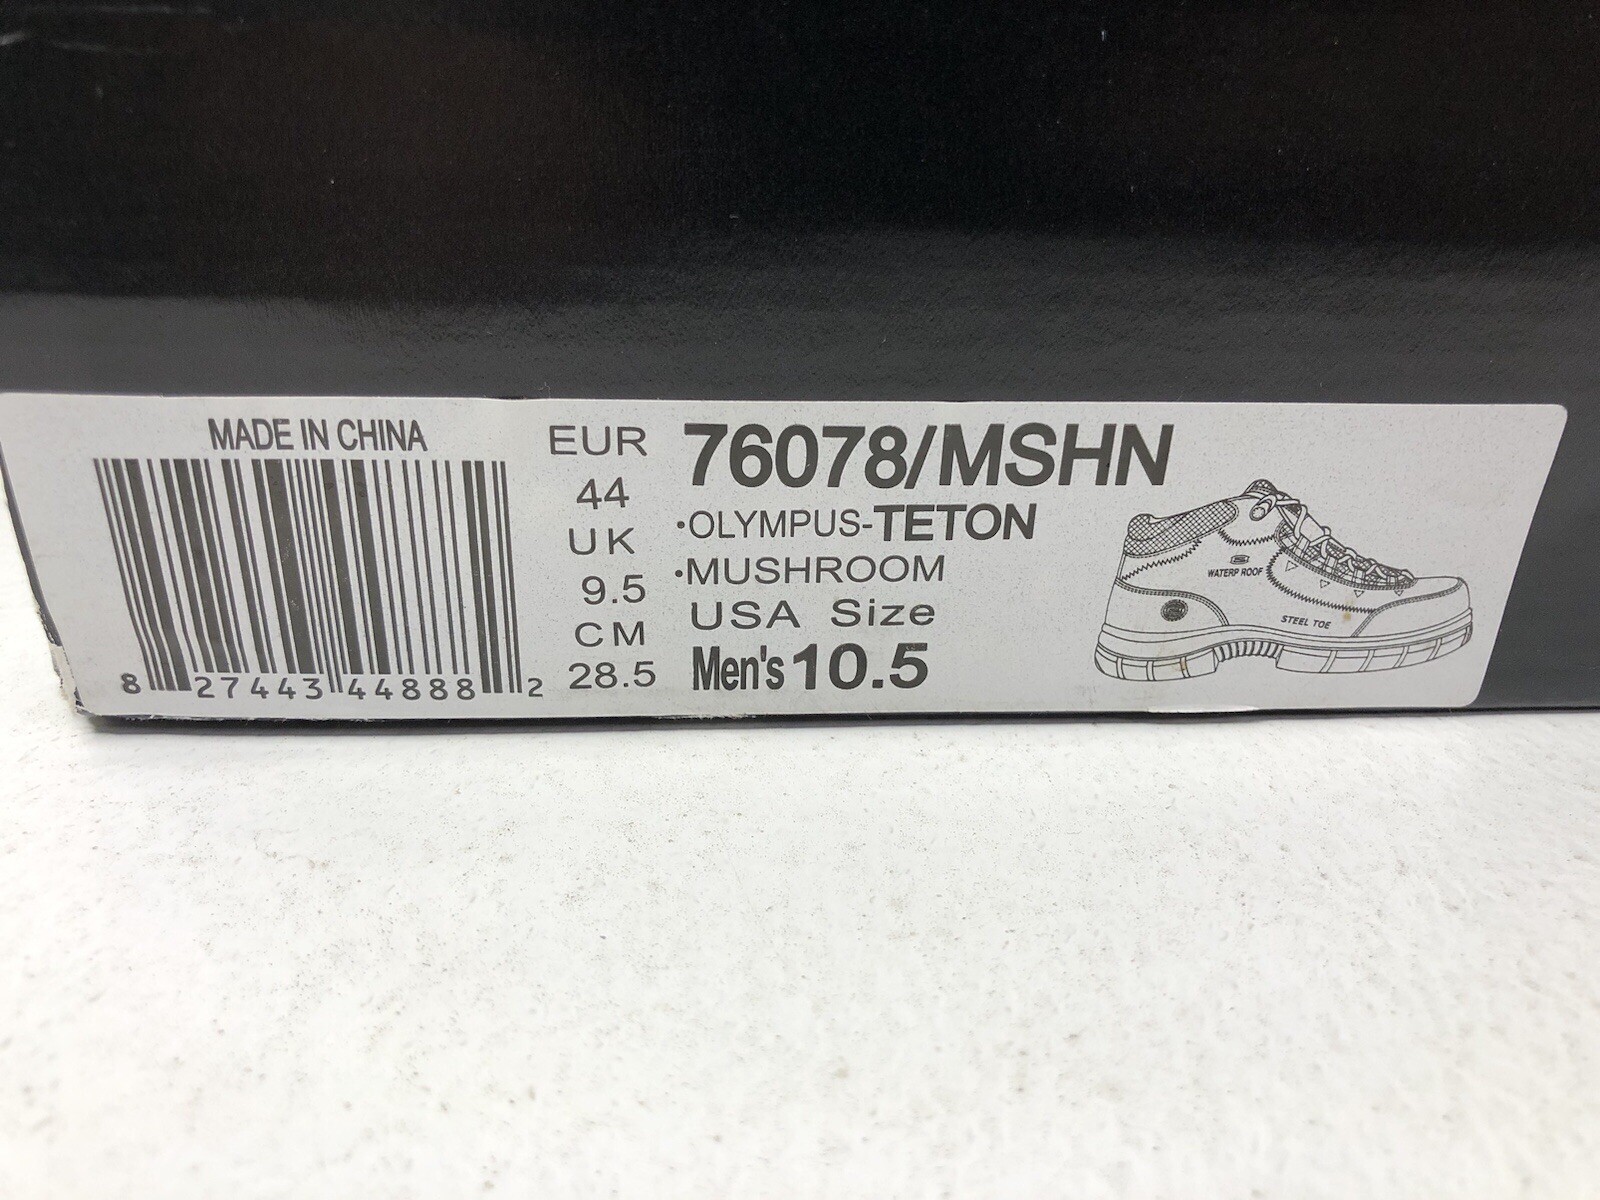 MADE IN CHINA
8 27443 44888 2
EUR
44
UK
9.5
CM
28.5
76078/MSHN
•OLYMPUS-TETON
•MUSHROOM
USA Size
Men's 10.5
WATERP ROOF
STEEL TOE